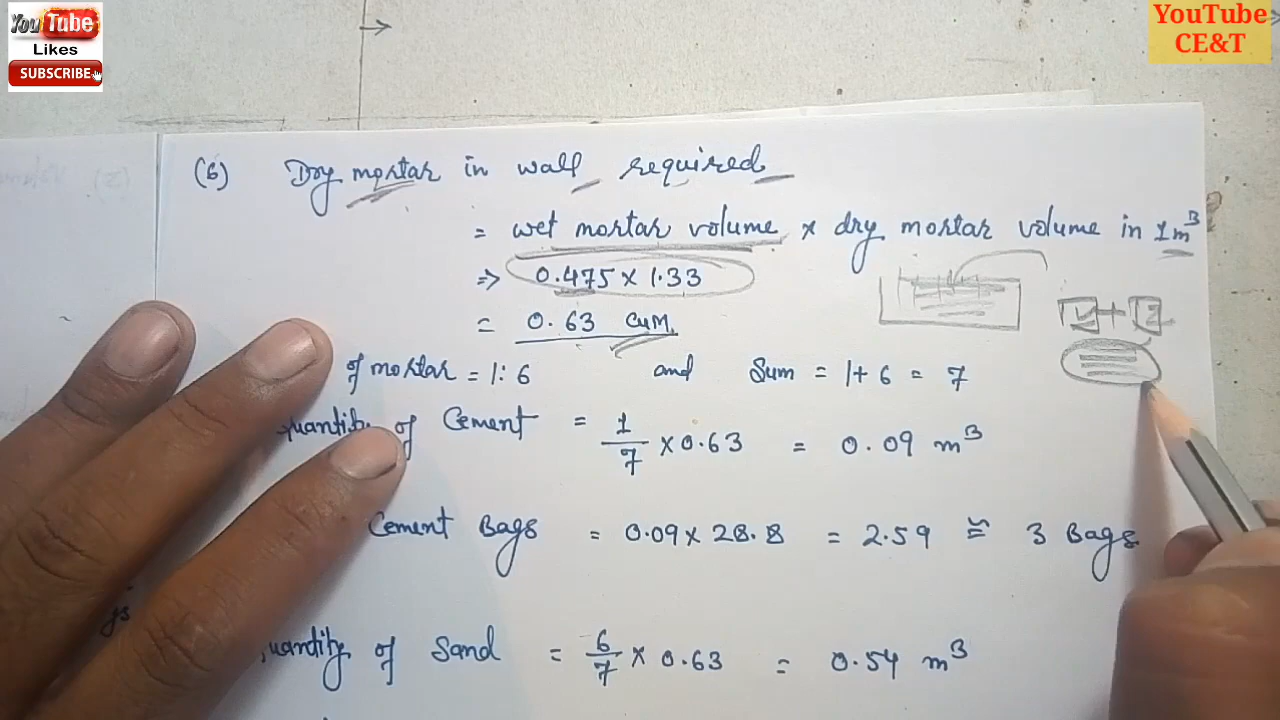 YouTube
Likes
SUBSCRIBE
YouTube
CE&T
(6) Dry mortar in wall required
= wet mortar volume × dry mortar volume in 1m³
⇒ 0.475 × 1.33
= 0.63 CUM.
of mortar = 1:6 and Sum = 1+6 = 7
quantity of Cement = 1/7 × 0.63 = 0.09 m³
Cement Bags = 0.09 × 28.8 = 2.59 ≅ 3 Bags
uantity of Sand = 6/7 × 0.63 = 0.54 m³